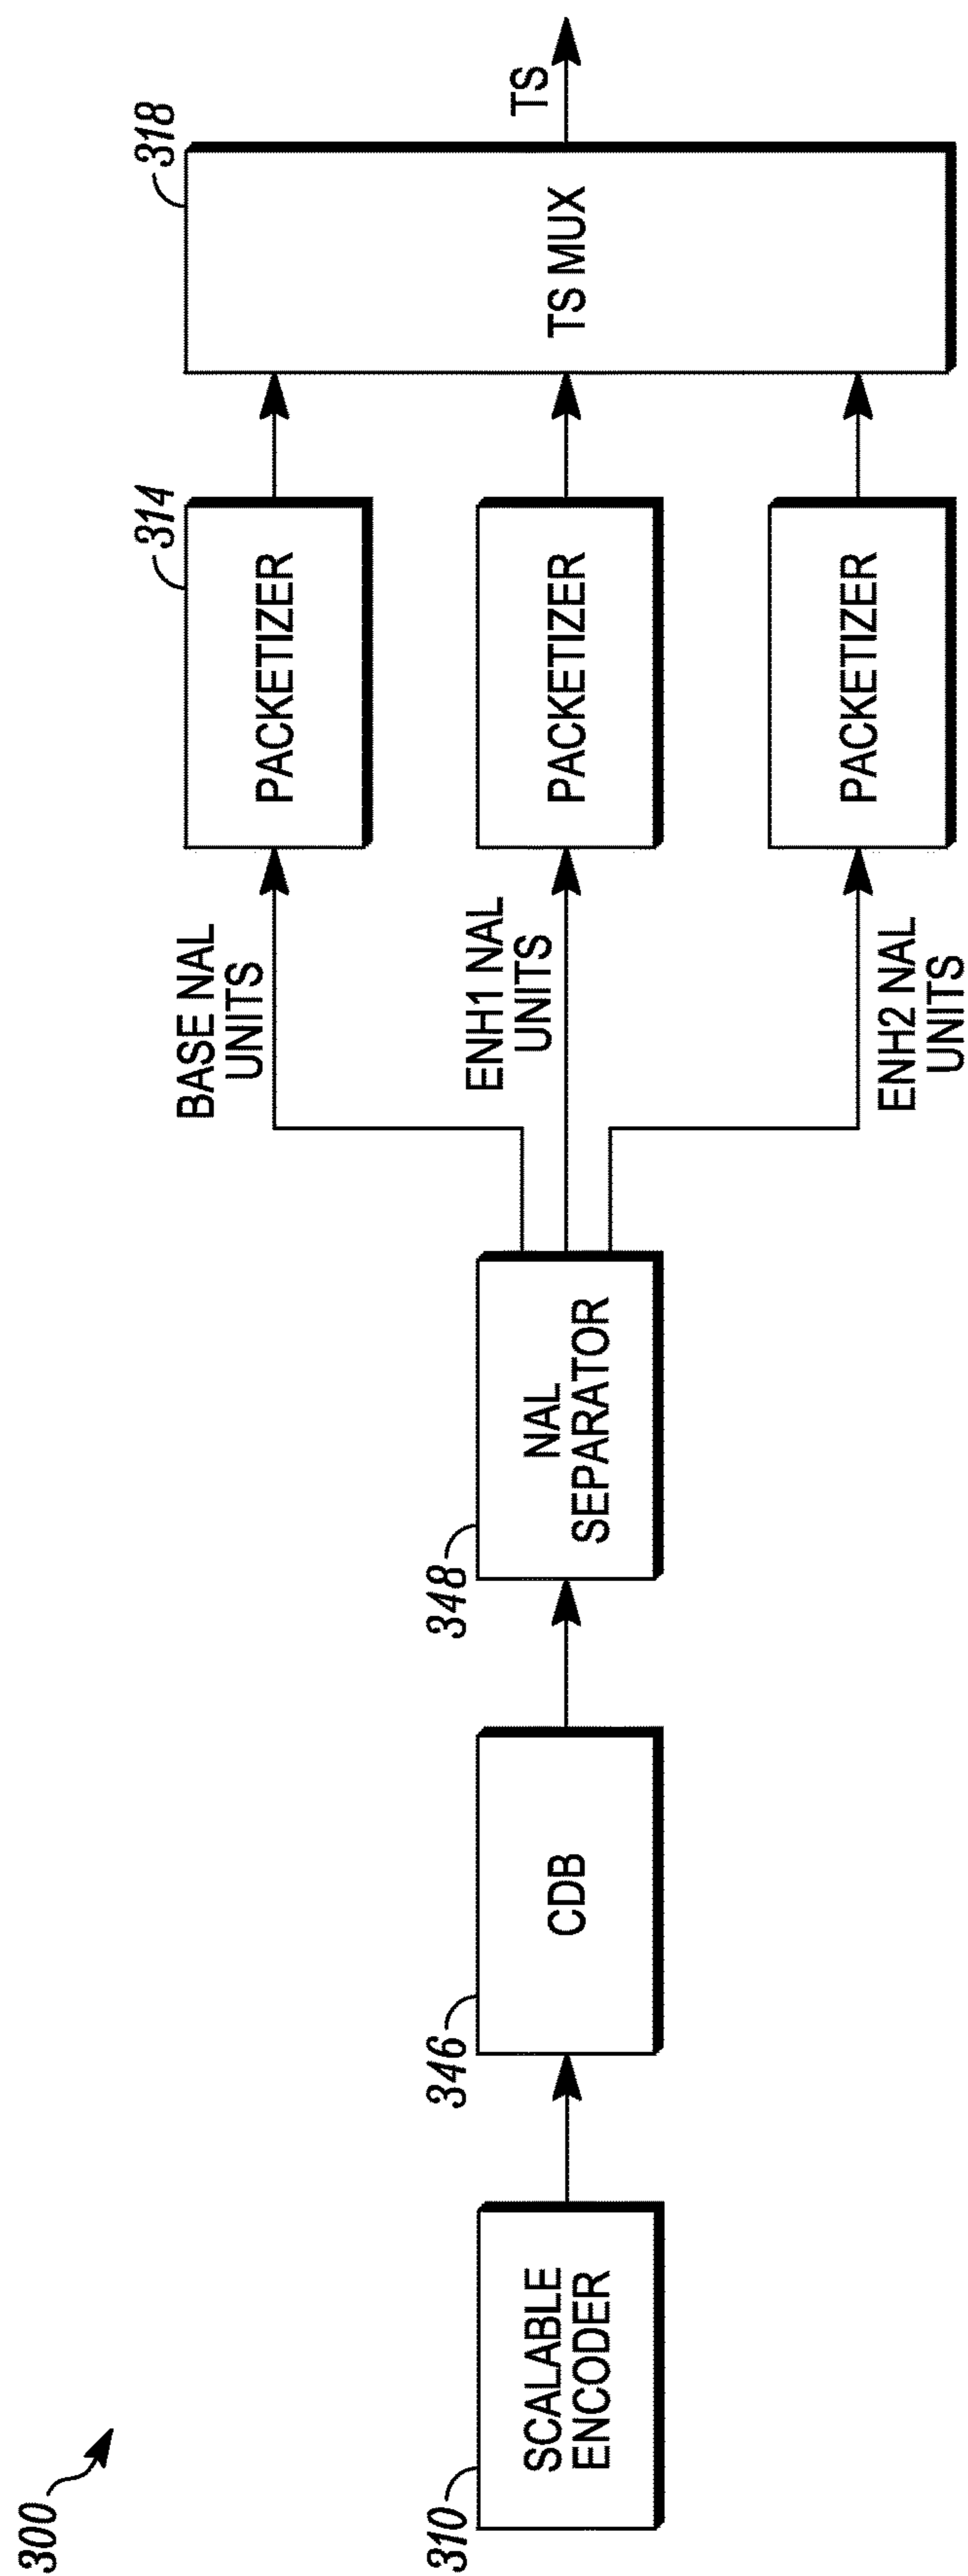 300
310
SCALABLE
ENCODER
346
CDB
348
NAL
SEPARATOR
BASE NAL
UNITS
ENH1 NAL
UNITS
ENH2 NAL
UNITS
314
PACKETIZER
PACKETIZER
PACKETIZER
318
TS MUX
TS